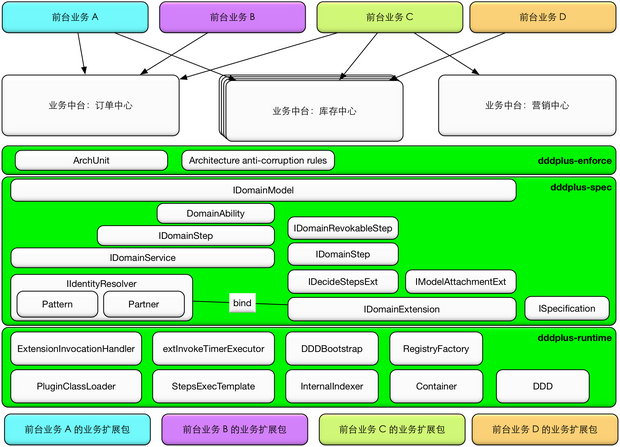 前台业务 A
前台业务 B
前台业务 C
前台业务 D
业务中台：订单中心
业务中台：库存中心
业务中台：营销中心
dddplus-enforce
ArchUnit
Architecture anti-corruption rules
dddplus-spec
IDomainModel
DomainAbility
IDomainRevokableStep
IDomainStep
IDomainStep
IDomainService
IIdentityResolver
IDecideStepsExt
IModelAttachmentExt
Pattern
Partner
bind
IDomainExtension
ISpecification
dddplus-runtime
ExtensionInvocationHandler
extInvokeTimerExecutor
DDDBootstrap
RegistryFactory
PluginClassLoader
StepsExecTemplate
InternalIndexer
Container
DDD
前台业务 A 的业务扩展包
前台业务 B 的业务扩展包
前台业务 C 的业务扩展包
前台业务 D 的业务扩展包